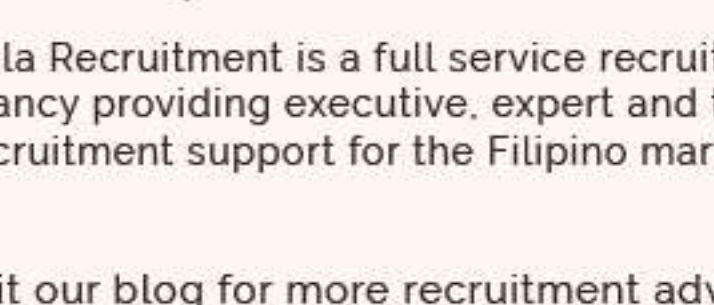 la Recruitment is a full service recruit
ancy providing executive, expert and t
cruitment support for the Filipino mar
it our blog for more recruitment adv